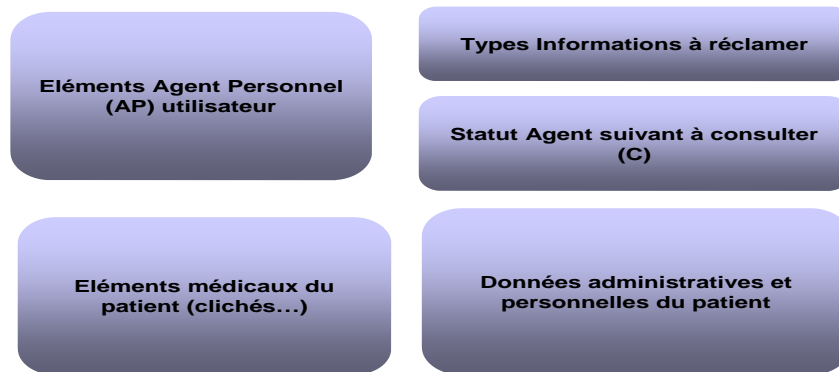 Eléments Agent Personnel
(AP) utilisateur
Types Informations à réclamer
Statut Agent suivant à consulter
(C)
Eléments médicaux du
patient (clichés…)
Données administratives et
personnelles du patient